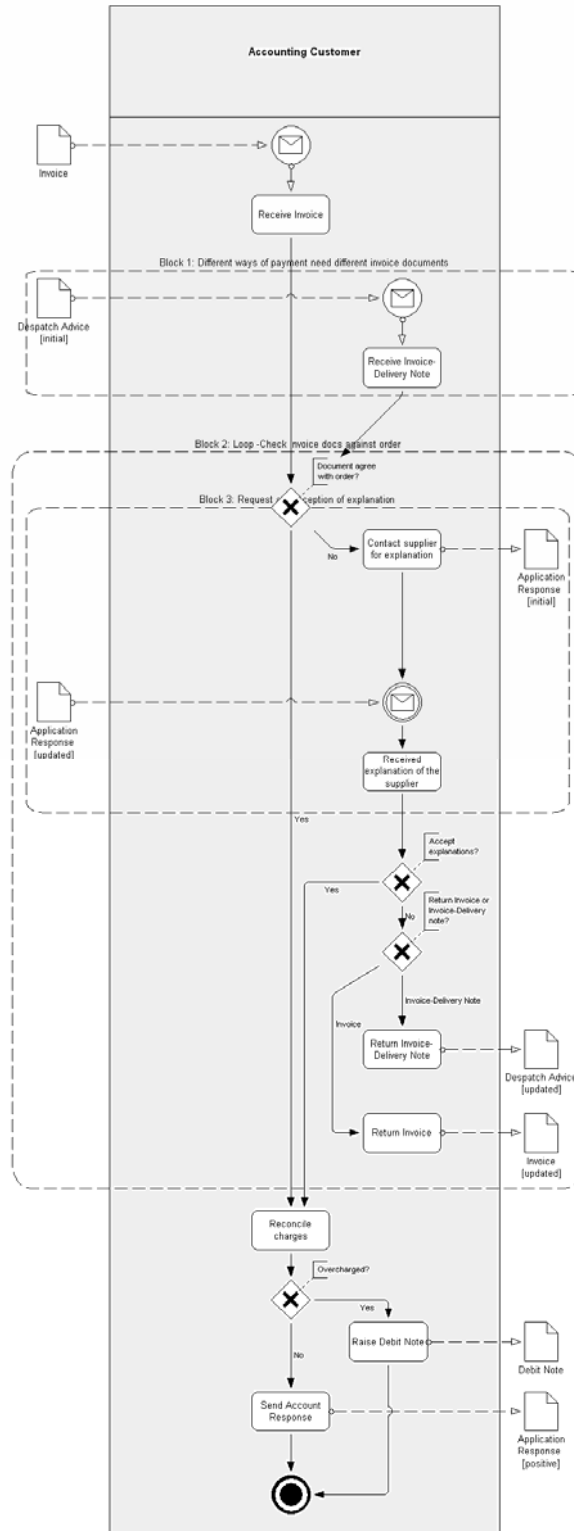 Accounting Customer
Invoice
Receive Invoice
Block 1: Different ways of payment need different invoice documents
Despatch Advice
[initial]
Receive Invoice-
Delivery Note
Block 2: Loop -Check invoice docs against order
Document agree
with order?
Block 3: Request ception of explanation
No
Contact supplier
for explanation
Application
Response
[initial]
Application
Response
[updated]
Received
explanation of the
supplier
Yes
Accept
explanations?
Yes
No
Return Invoice or
Invoice-Delivery
note?
Invoice-Delivery Note
Invoice
Return Invoice-
Delivery Note
Despatch Advice
[updated]
Return Invoice
Invoice
[updated]
Reconcile
charges
Overcharged?
Yes
Raise Debit Note
Debit Note
No
Send Account
Response
Application
Response
[positive]